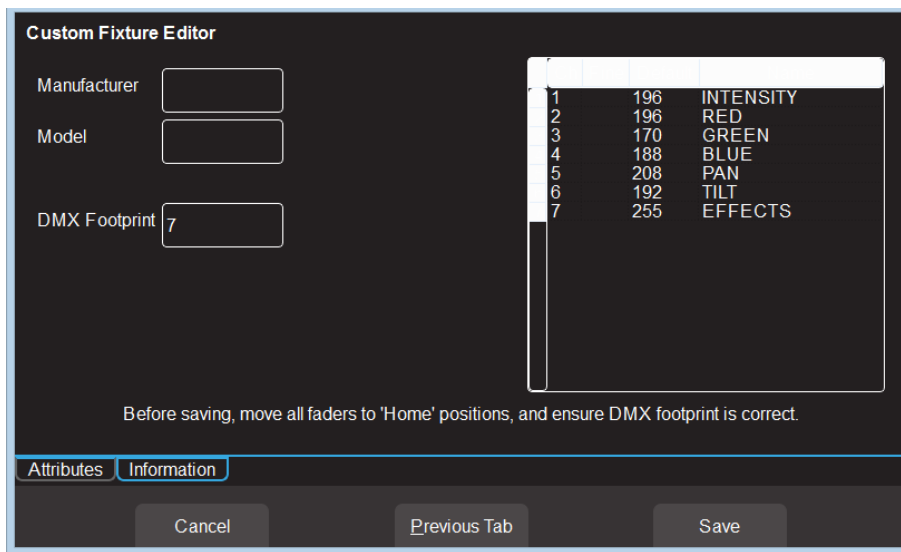 Custom Fixture Editor
Manufacturer
Model
DMX Footprint 7
1 196 INTENSITY
2 196 RED
3 170 GREEN
4 188 BLUE
5 208 PAN
6 192 TILT
7 255 EFFECTS
Before saving, move all faders to 'Home' positions, and ensure DMX footprint is correct.
Attributes Information
Cancel Previous Tab Save